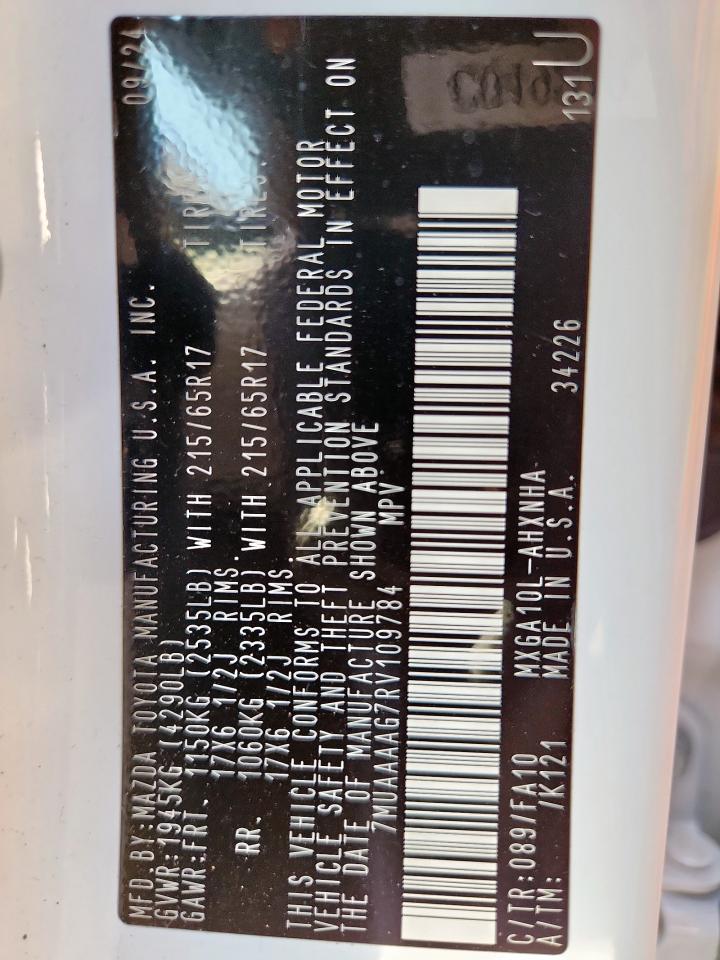 MFD.BY:MAZDA TOYOTA MANUFACTURING U.S.A. INC. 09/24
GVWR:1945KG (4290LB)
GAWR:FRT. 1150KG (2535LB) WITH 215/65R17
17X6 1/2J RIMS.
RR. 1060KG (2335LB) WITH 215/65R17 TIRES.
17X6 1/2J RIMS.
THIS VEHICLE CONFORMS TO ALL APPLICABLE FEDERAL MOTOR
VEHICLE SAFETY AND THEFT PREVENTION STANDARDS IN EFFECT ON
THE DATE OF MANUFACTURE SHOWN ABOVE
7MUAAAAG7RV109784 MPV
C/TR:089/FA10 MXGA10L-AHXNHA 34226 131U
A/TM: /K121 MADE IN U.S.A.